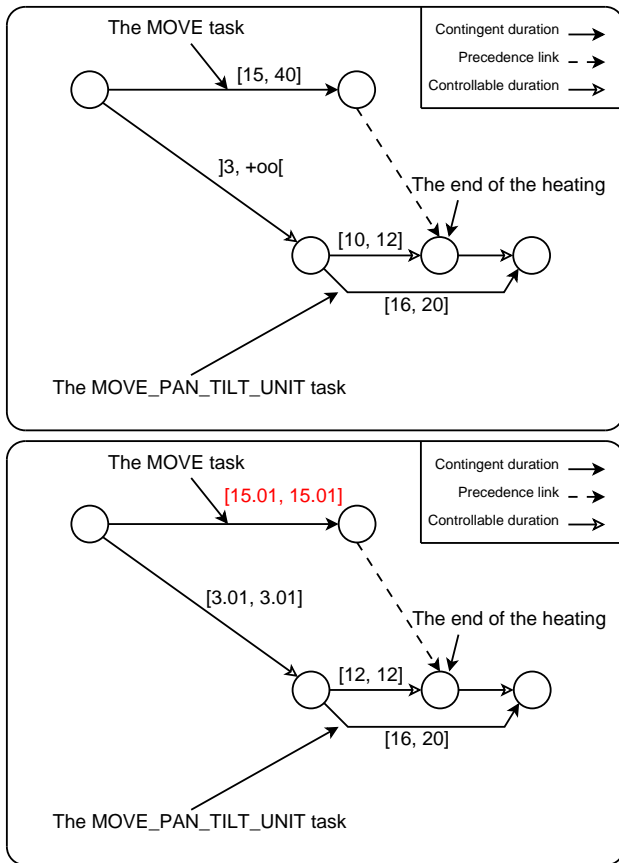 The MOVE task
Contingent duration
Precedence link
Controllable duration
[15, 40]
]3, +oo[
The end of the heating
[10, 12]
[16, 20]
The MOVE_PAN_TILT_UNIT task
The MOVE task
Contingent duration
Precedence link
Controllable duration
[15.01, 15.01]
[3.01, 3.01]
The end of the heating
[12, 12]
[16, 20]
The MOVE_PAN_TILT_UNIT task